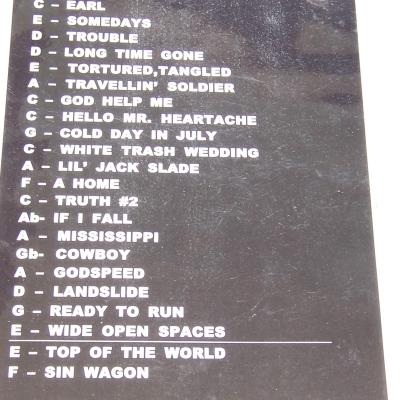 C – EARL
E – SOMEDAYS
D – TROUBLE
D – LONG TIME GONE
E – TORTURED,TANGLED
A – TRAVELLIN' SOLDIER
C – GOD HELP ME
C – HELLO MR. HEARTACHE
G – COLD DAY IN JULY
C – WHITE TRASH WEDDING
A – LIL' JACK SLADE
F – A HOME
C – TRUTH #2
Ab- IF I FALL
A – MISSISSIPPI
Gb- COWBOY
A – GODSPEED
D – LANDSLIDE
G – READY TO RUN
E – WIDE OPEN SPACES
E – TOP OF THE WORLD
F – SIN WAGON